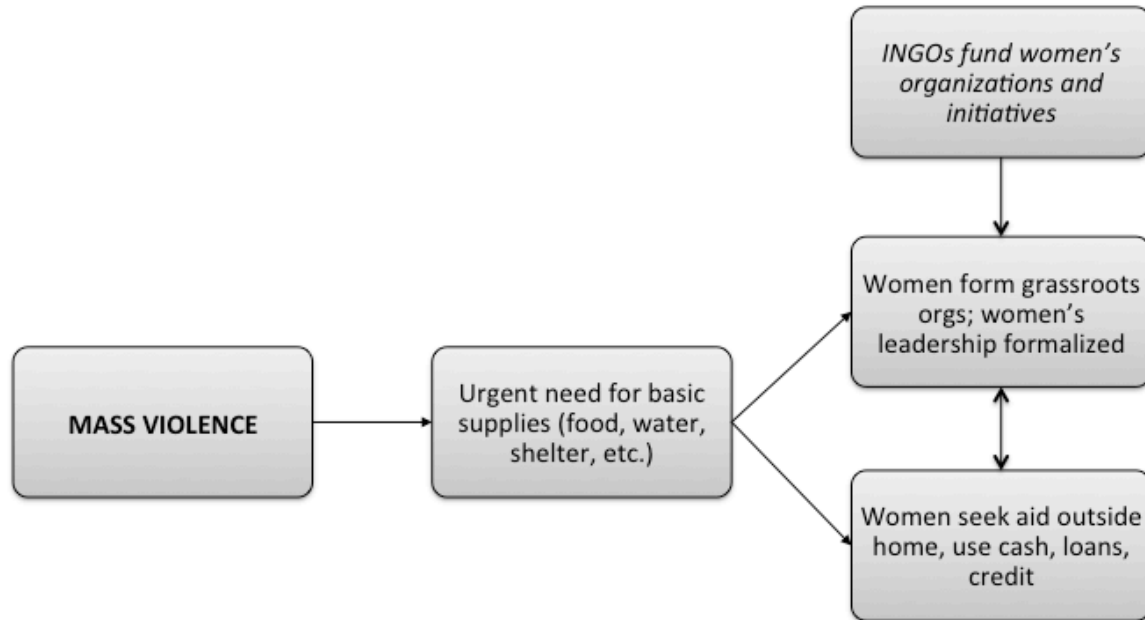 INGOs fund women’s
organizations and
initiatives
Women form grassroots
orgs; women’s
leadership formalized
MASS VIOLENCE
Urgent need for basic
supplies (food, water,
shelter, etc.)
Women seek aid outside
home, use cash, loans,
credit